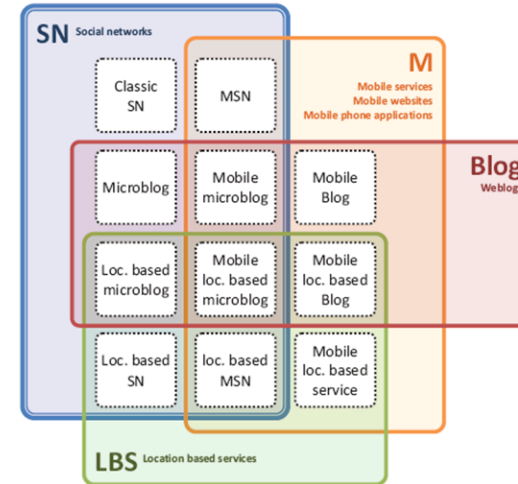 SN Social networks
M
Mobile services
Mobile websites
Mobile phone applications
Classic
SN
MSN
Blog
Weblog
Microblog
Mobile
microblog
Mobile
Blog
Loc. based
microblog
Mobile
loc. based
microblog
Mobile
loc. based
Blog
Loc. based
SN
loc. based
MSN
Mobile
loc. based
service
LBS Location based services